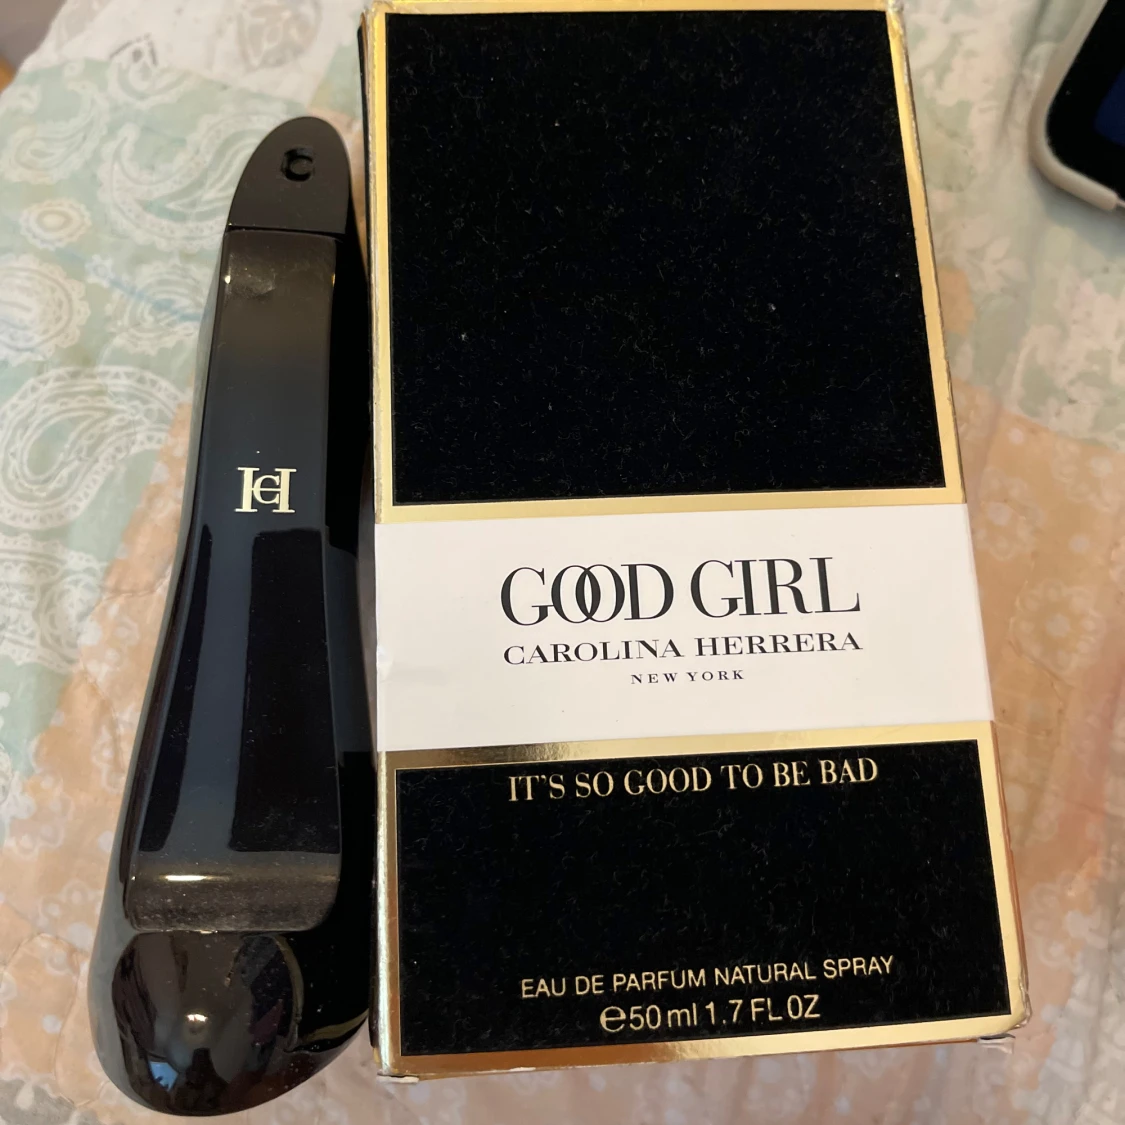 CH
GOOD GIRL
CAROLINA HERRERA
NEW YORK
IT'S SO GOOD TO BE BAD
EAU DE PARFUM NATURAL SPRAY
℮50 ml 1.7 FL OZ